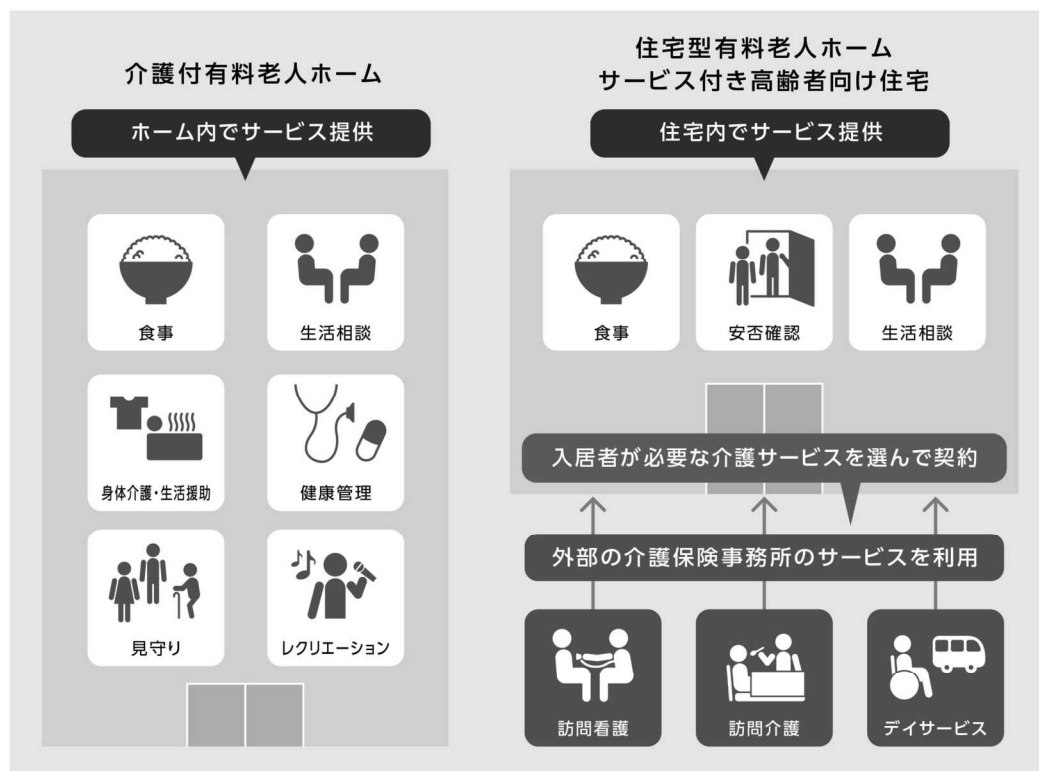 介護付有料老人ホーム
ホーム内でサービス提供
食事
生活相談
身体介護・生活援助
健康管理
見守り
レクリエーション
住宅型有料老人ホーム
サービス付き高齢者向け住宅
住宅内でサービス提供
食事
安否確認
生活相談
入居者が必要な介護サービスを選んで契約
外部の介護保険事務所のサービスを利用
訪問看護
訪問介護
デイサービス